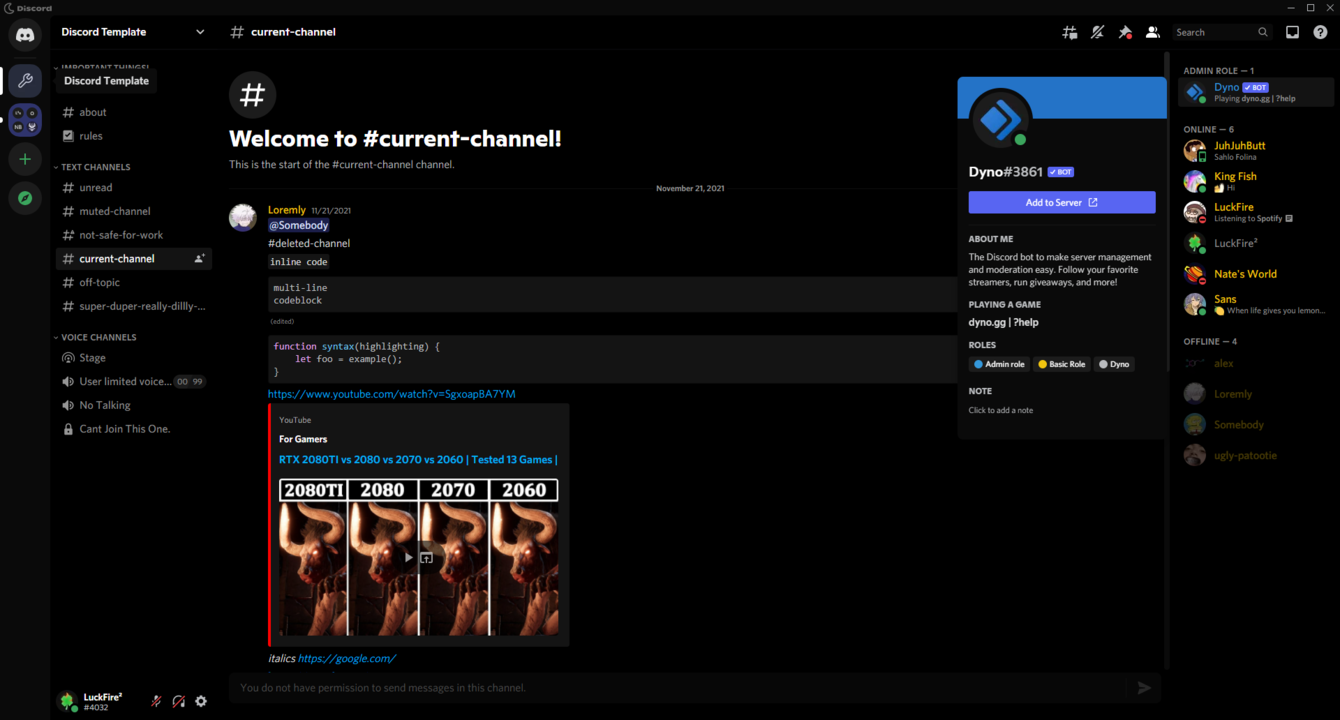 Discord
Discord Template
IMPORTANT THINGS!
Discord Template
about
rules
TEXT CHANNELS
unread
muted-channel
not-safe-for-work
current-channel
off-topic
super-duper-really-dillly-...
VOICE CHANNELS
Stage
User limited voice... 00 99
No Talking
Cant Join This One.
LuckFire²
#4032
current-channel
Search
Welcome to #current-channel!
This is the start of the #current-channel channel.
November 21, 2021
Loremly 11/21/2021
@Somebody
#deleted-channel
inline code
multi-line
codeblock
(edited)
function syntax(highlighting) {
let foo = example();
}
https://www.youtube.com/watch?v=SgxoapBA7YM
YouTube
For Gamers
RTX 2080TI vs 2080 vs 2070 vs 2060 | Tested 13 Games |
2080TI 2080 2070 2060
italics https://google.com/
You do not have permission to send messages in this channel.
Dyno#3861 BOT
Add to Server
ABOUT ME
The Discord bot to make server management
and moderation easy. Follow your favorite
streamers, run giveaways, and more!
PLAYING A GAME
dyno.gg | ?help
ROLES
Admin role Basic Role Dyno
NOTE
Click to add a note
ADMIN ROLE — 1
Dyno BOT
Playing dyno.gg | ?help
ONLINE — 6
JuhJuhButt
Sahlo Folina
King Fish
Hi
LuckFire
Listening to Spotify
LuckFire²
Nate's World
Sans
When life gives you lemon...
OFFLINE — 4
alex
Loremly
Somebody
ugly-patootie